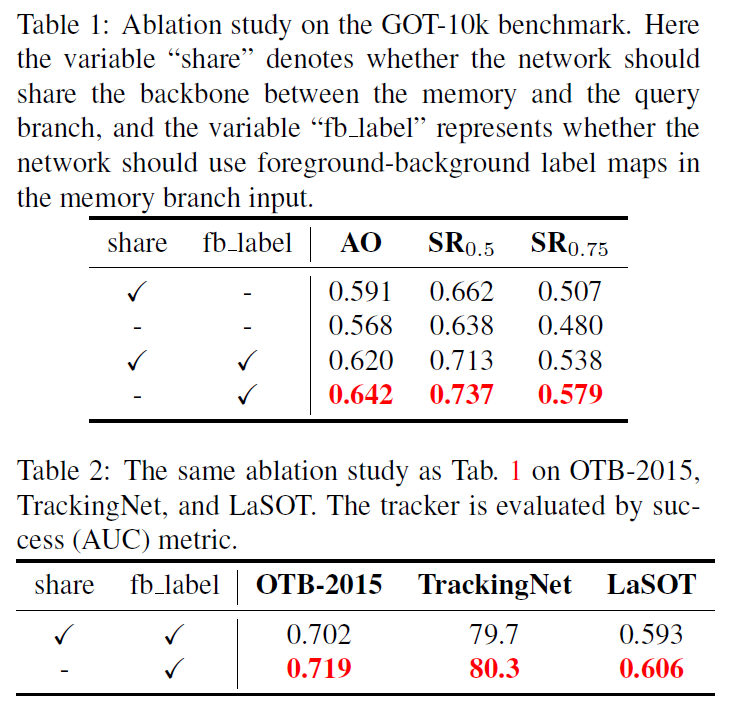 Table 1: Ablation study on the GOT-10k benchmark. Here
the variable “share” denotes whether the network should
share the backbone between the memory and the query
branch, and the variable “fb_label” represents whether the
network should use foreground-background label maps in
the memory branch input.
share fb_label AO SR0.5 SR0.75
✓ - 0.591 0.662 0.507
- - 0.568 0.638 0.480
✓ ✓ 0.620 0.713 0.538
- ✓ 0.642 0.737 0.579
Table 2: The same ablation study as Tab. 1 on OTB-2015,
TrackingNet, and LaSOT. The tracker is evaluated by suc-
cess (AUC) metric.
share fb_label OTB-2015 TrackingNet LaSOT
✓ ✓ 0.702 79.7 0.593
- ✓ 0.719 80.3 0.606